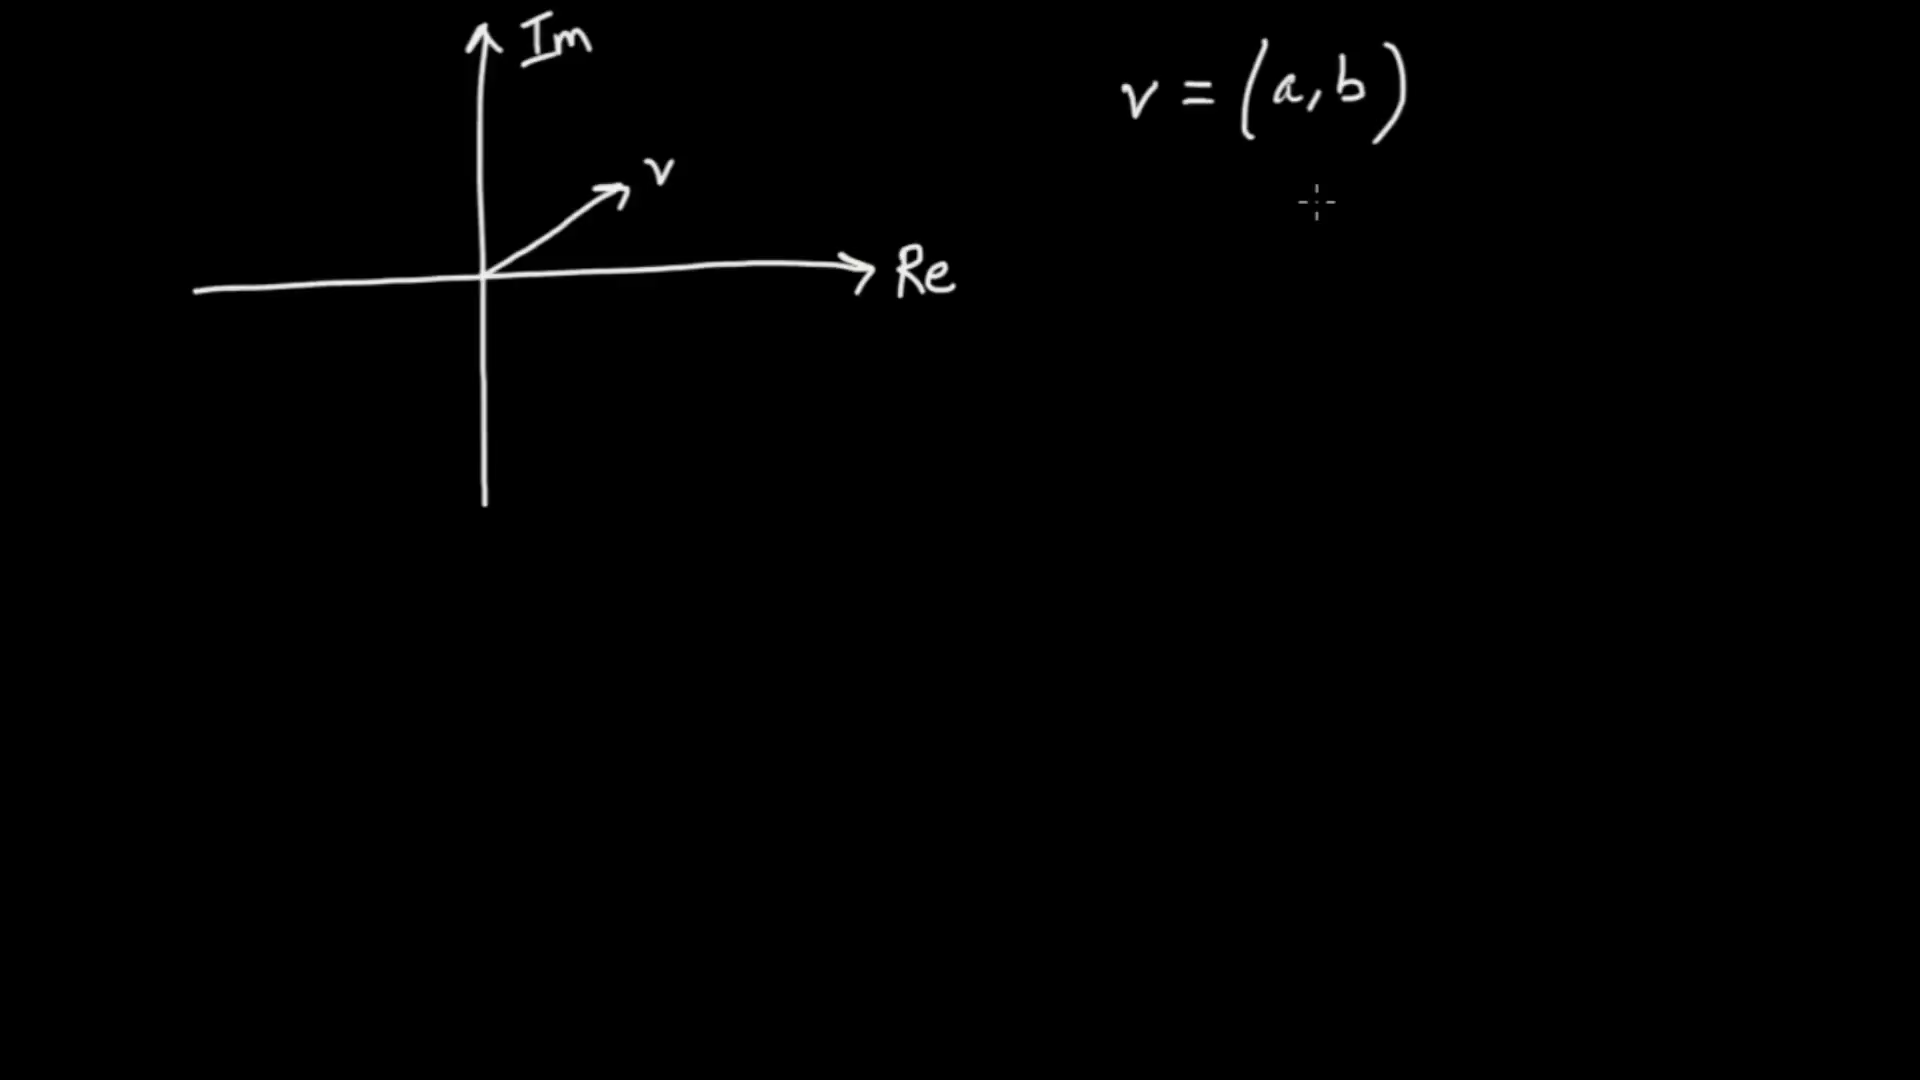 Im
v = (a, b)
v
Re